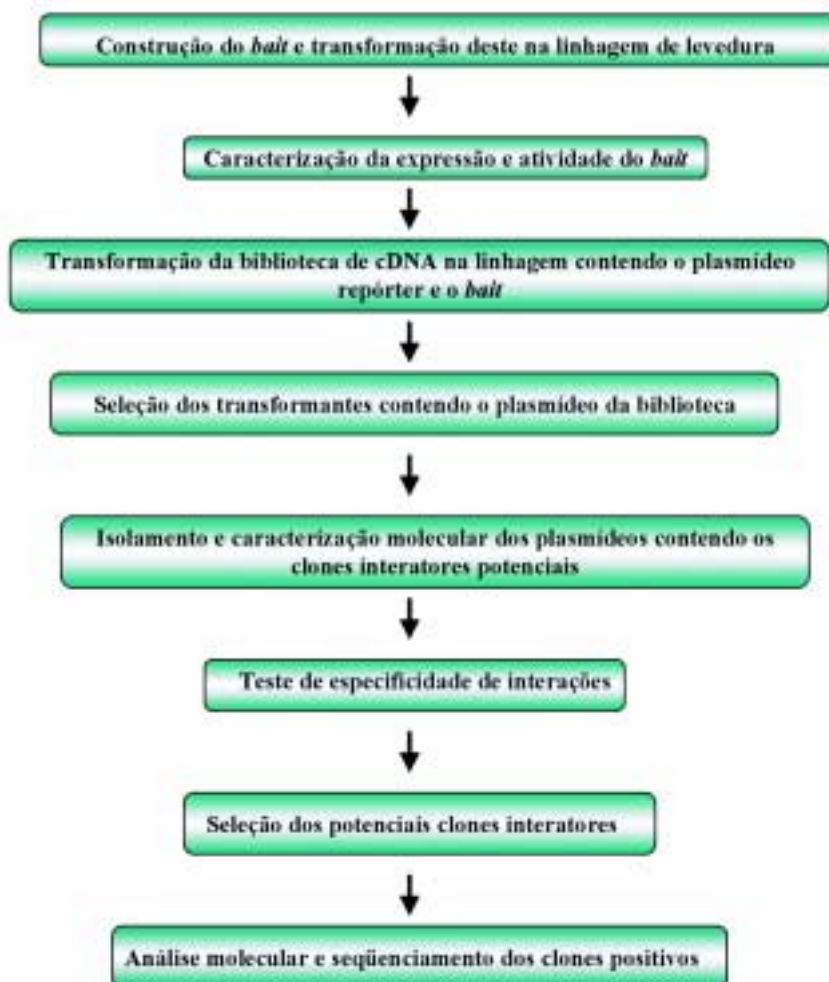 Construção do bait e transformação deste na linhagem de levedura
Caracterização da expressão e atividade do bait
Transformação da biblioteca de cDNA na linhagem contendo o plasmídeo
repórter e o bait
Seleção dos transformantes contendo o plasmídeo da biblioteca
Isolamento e caracterização molecular dos plasmídeos contendo os
clones interatores potenciais
Teste de especificidade de interações
Seleção dos potenciais clones interatores
Análise molecular e seqüenciamento dos clones positivos